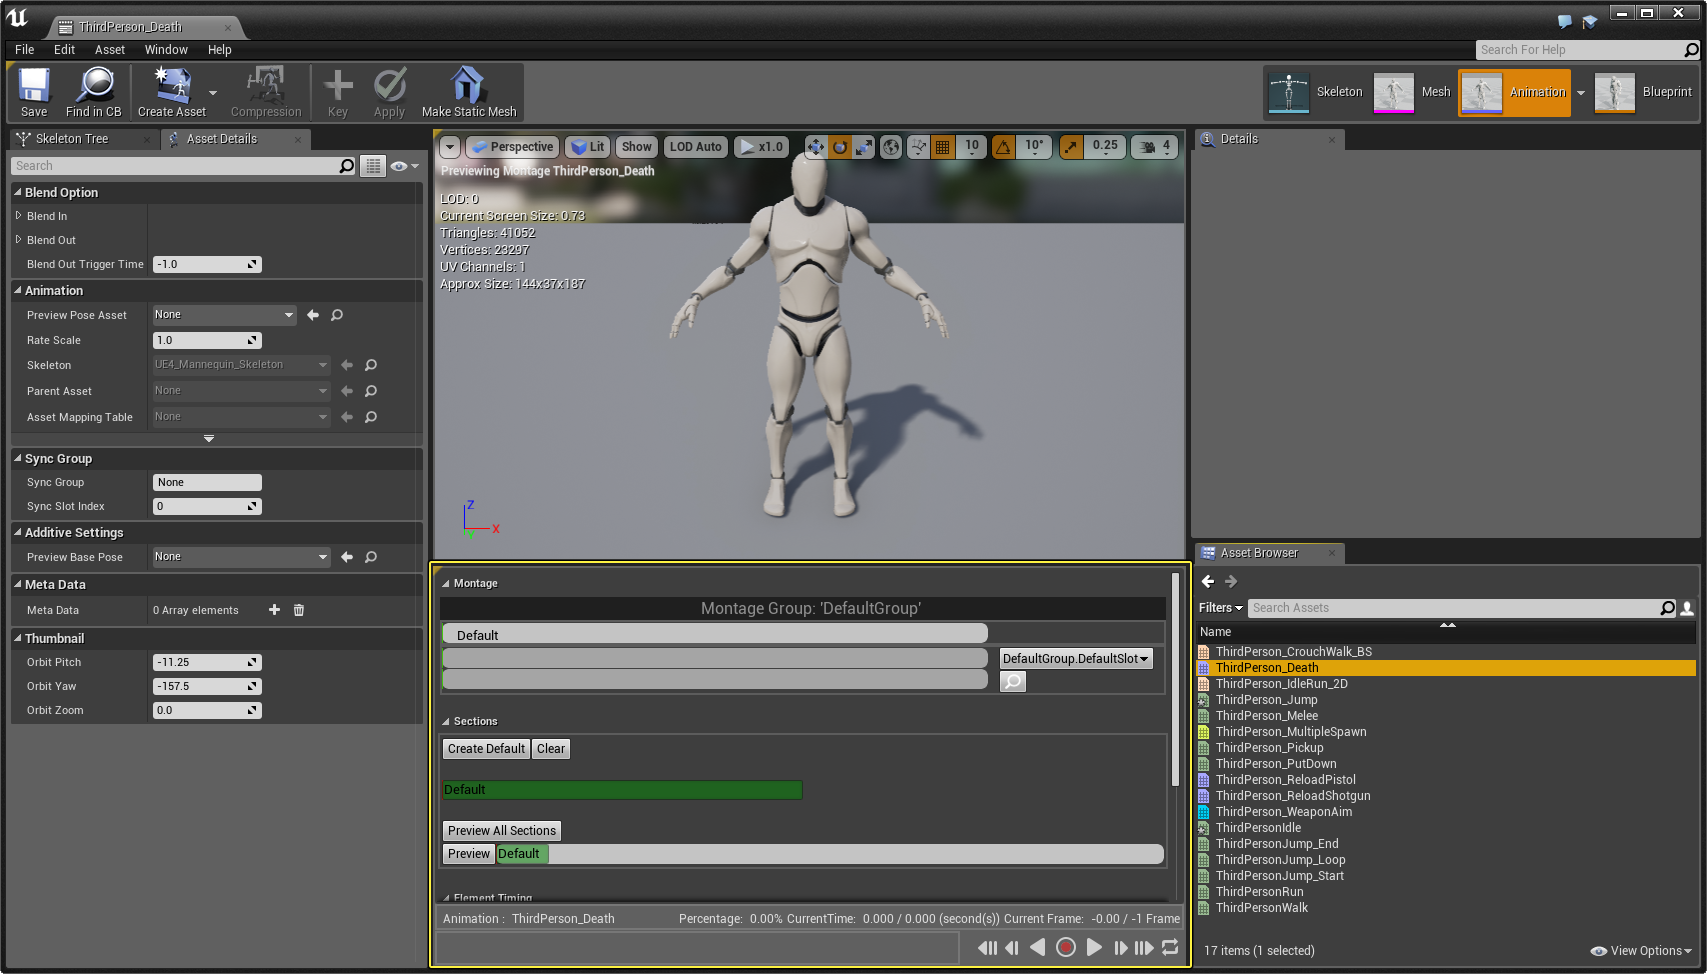 ThirdPerson_Death
File Edit Asset Window Help
Search For Help
Save
Find in CB
Create Asset
Compression
Key
Apply
Make Static Mesh
Skeleton
Mesh
Animation
Blueprint
Skeleton Tree
Asset Details
Search
Blend Option
Blend In
Blend Out
Blend Out Trigger Time -1.0
Animation
Preview Pose Asset None
Rate Scale 1.0
Skeleton UE4_Mannequin_Skeleton
Parent Asset None
Asset Mapping Table None
Sync Group
Sync Group None
Sync Slot Index 0
Additive Settings
Preview Base Pose None
Meta Data
Meta Data 0 Array elements
Thumbnail
Orbit Pitch -11.25
Orbit Yaw -157.5
Orbit Zoom 0.0
Perspective Lit Show LOD Auto x1.0 10 10° 0.25 4
Previewing Montage ThirdPerson_Death
LOD: 0
Current Screen Size: 0.73
Triangles: 41052
Vertices: 23297
UV Channels: 1
Approx Size: 144x37x187
Z
X
Montage
Montage Group: 'DefaultGroup'
Default
DefaultGroup.DefaultSlot
Sections
Create Default Clear
Default
Preview All Sections
Preview Default
Element Timing
Animation : ThirdPerson_Death Percentage: 0.00% CurrentTime: 0.000 / 0.000 (second(s)) Current Frame: -0.00 / -1 Frame
Details
Asset Browser
Filters Search Assets
Name
ThirdPerson_CrouchWalk_BS
ThirdPerson_Death
ThirdPerson_IdleRun_2D
ThirdPerson_Jump
ThirdPerson_Melee
ThirdPerson_MultipleSpawn
ThirdPerson_Pickup
ThirdPerson_PutDown
ThirdPerson_ReloadPistol
ThirdPerson_ReloadShotgun
ThirdPerson_WeaponAim
ThirdPersonIdle
ThirdPersonJump_End
ThirdPersonJump_Loop
ThirdPersonJump_Start
ThirdPersonRun
ThirdPersonWalk
17 items (1 selected)
View Options